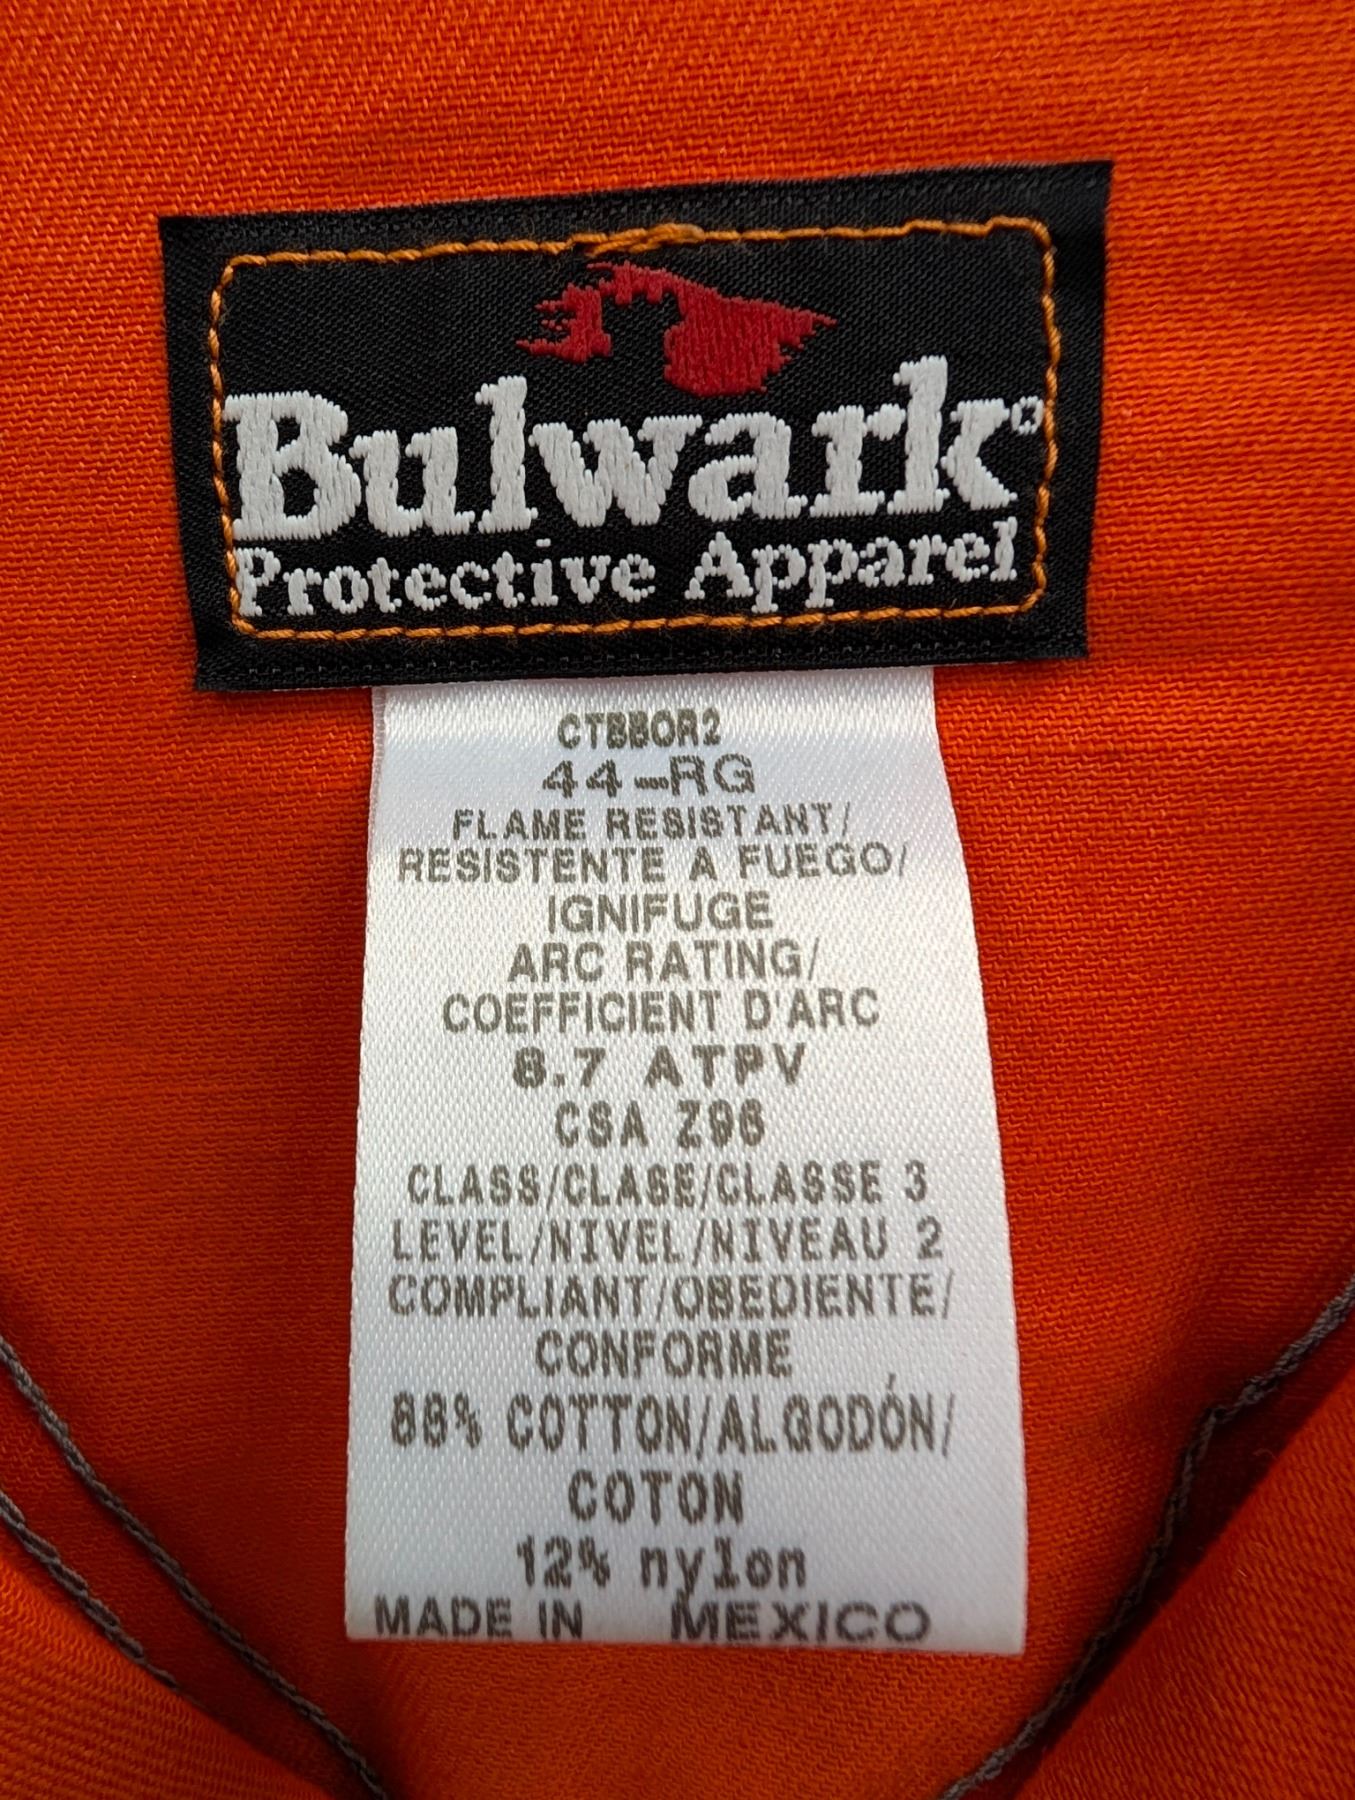 Bulwark®
Protective Apparel
CTBBOR2
44-RG
FLAME RESISTANT/
RESISTENTE A FUEGO/
IGNIFUGE
ARC RATING/
COEFFICIENT D'ARC
8.7 ATPV
CSA Z96
CLASS/CLASE/CLASSE 3
LEVEL/NIVEL/NIVEAU 2
COMPLIANT/OBEDIENTE/
CONFORME
88% COTTON/ALGODÓN/
COTON
12% nylon
MADE IN MEXICO